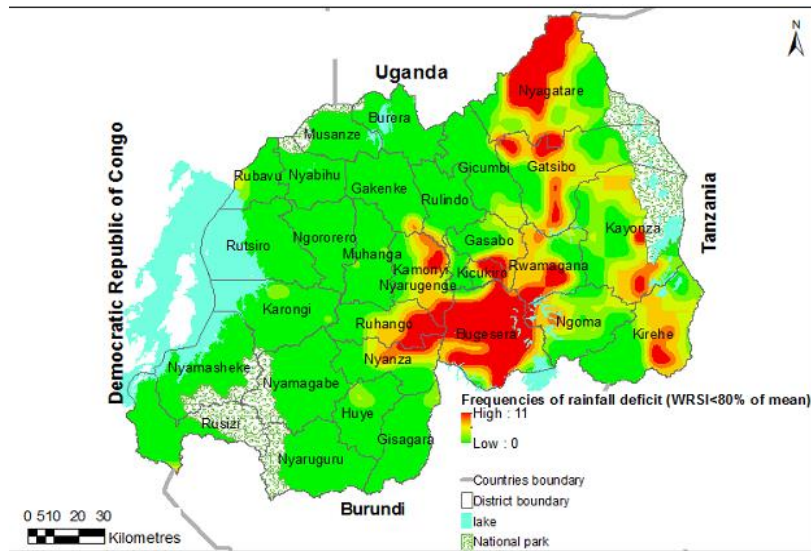 N
Uganda
Nyagatare
Burera
Musanze
Democratic Republic of Congo
Rubavu
Nyabihu
Gakenke
Gicumbi
Gatsibo
Rulindo
Tanzania
Rutsiro
Ngororero
Muhanga
Gasabo
Kayonza
Kamonyi
Kicukiro
Rwamagana
Nyarugenge
Karongi
Ruhango
Bugesera
Ngoma
Kirehe
Nyanza
Nyamasheke
Nyamagabe
Rusizi
Huye
Gisagara
Nyaruguru
Burundi
Frequencies of rainfall deficit (WRSI<80% of mean)
High : 11
Low : 0
Countries boundary
District boundary
lake
National park
0 510 20 30
Kilometres